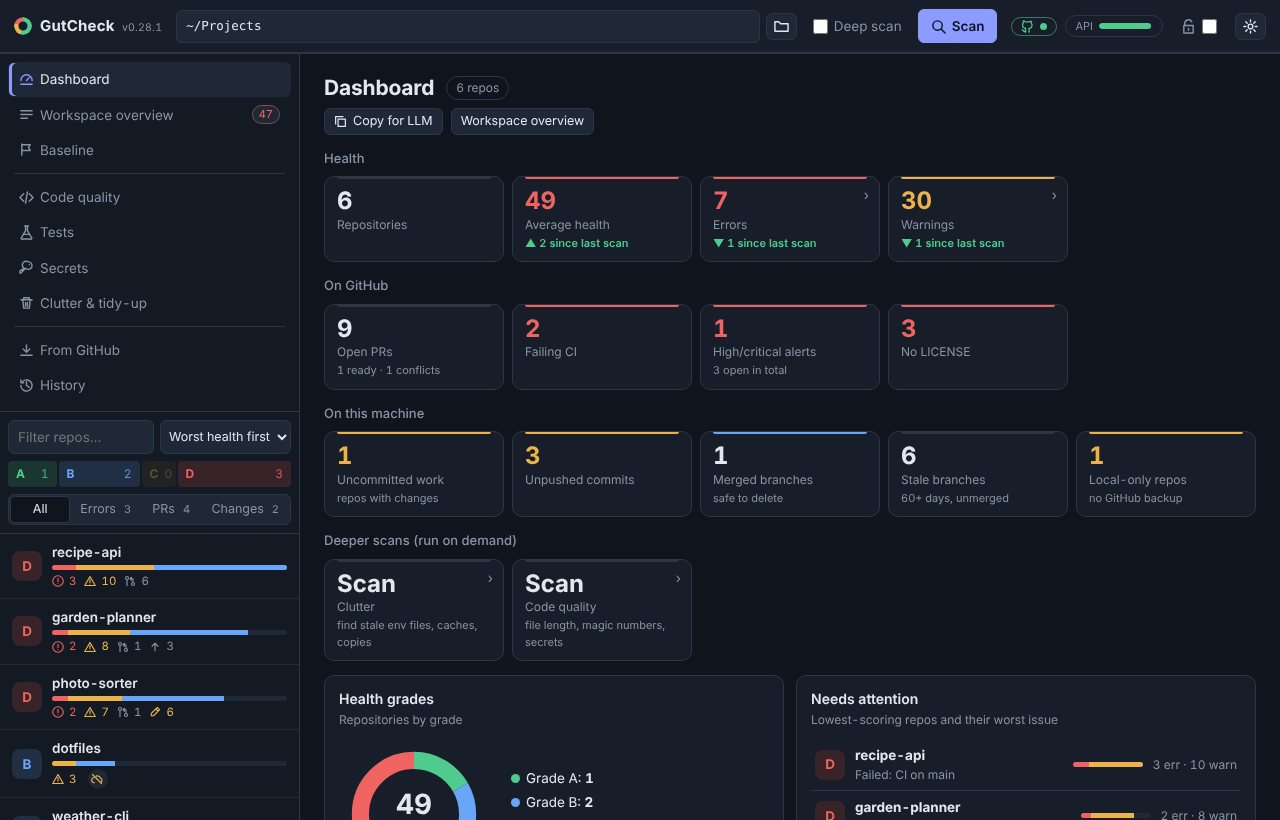 GutCheck v0.28.1
~/Projects
Deep scan
Scan
API
Dashboard
Workspace overview 47
Baseline
Code quality
Tests
Secrets
Clutter & tidy-up
From GitHub
History
Filter repos...
Worst health first
A 1 B 2 C 0 D 3
All Errors 3 PRs 4 Changes 2
D recipe-api
3 10 6
D garden-planner
2 8 1 3
D photo-sorter
2 7 1 6
B dotfiles
3
weather-cli
Dashboard 6 repos
Copy for LLM Workspace overview
Health
6
Repositories
49
Average health
▲ 2 since last scan
7 ›
Errors
▼ 1 since last scan
30 ›
Warnings
▼ 1 since last scan
On GitHub
9
Open PRs
1 ready · 1 conflicts
2
Failing CI
1
High/critical alerts
3 open in total
3
No LICENSE
On this machine
1
Uncommitted work
repos with changes
3
Unpushed commits
1
Merged branches
safe to delete
6
Stale branches
60+ days, unmerged
1
Local-only repos
no GitHub backup
Deeper scans (run on demand)
Scan ›
Clutter
find stale env files, caches,
copies
Scan ›
Code quality
file length, magic numbers,
secrets
Health grades
Repositories by grade
49
Grade A: 1
Grade B: 2
Needs attention
Lowest-scoring repos and their worst issue
D recipe-api
Failed: CI on main
3 err · 10 warn
D garden-planner
2 err · 8 warn